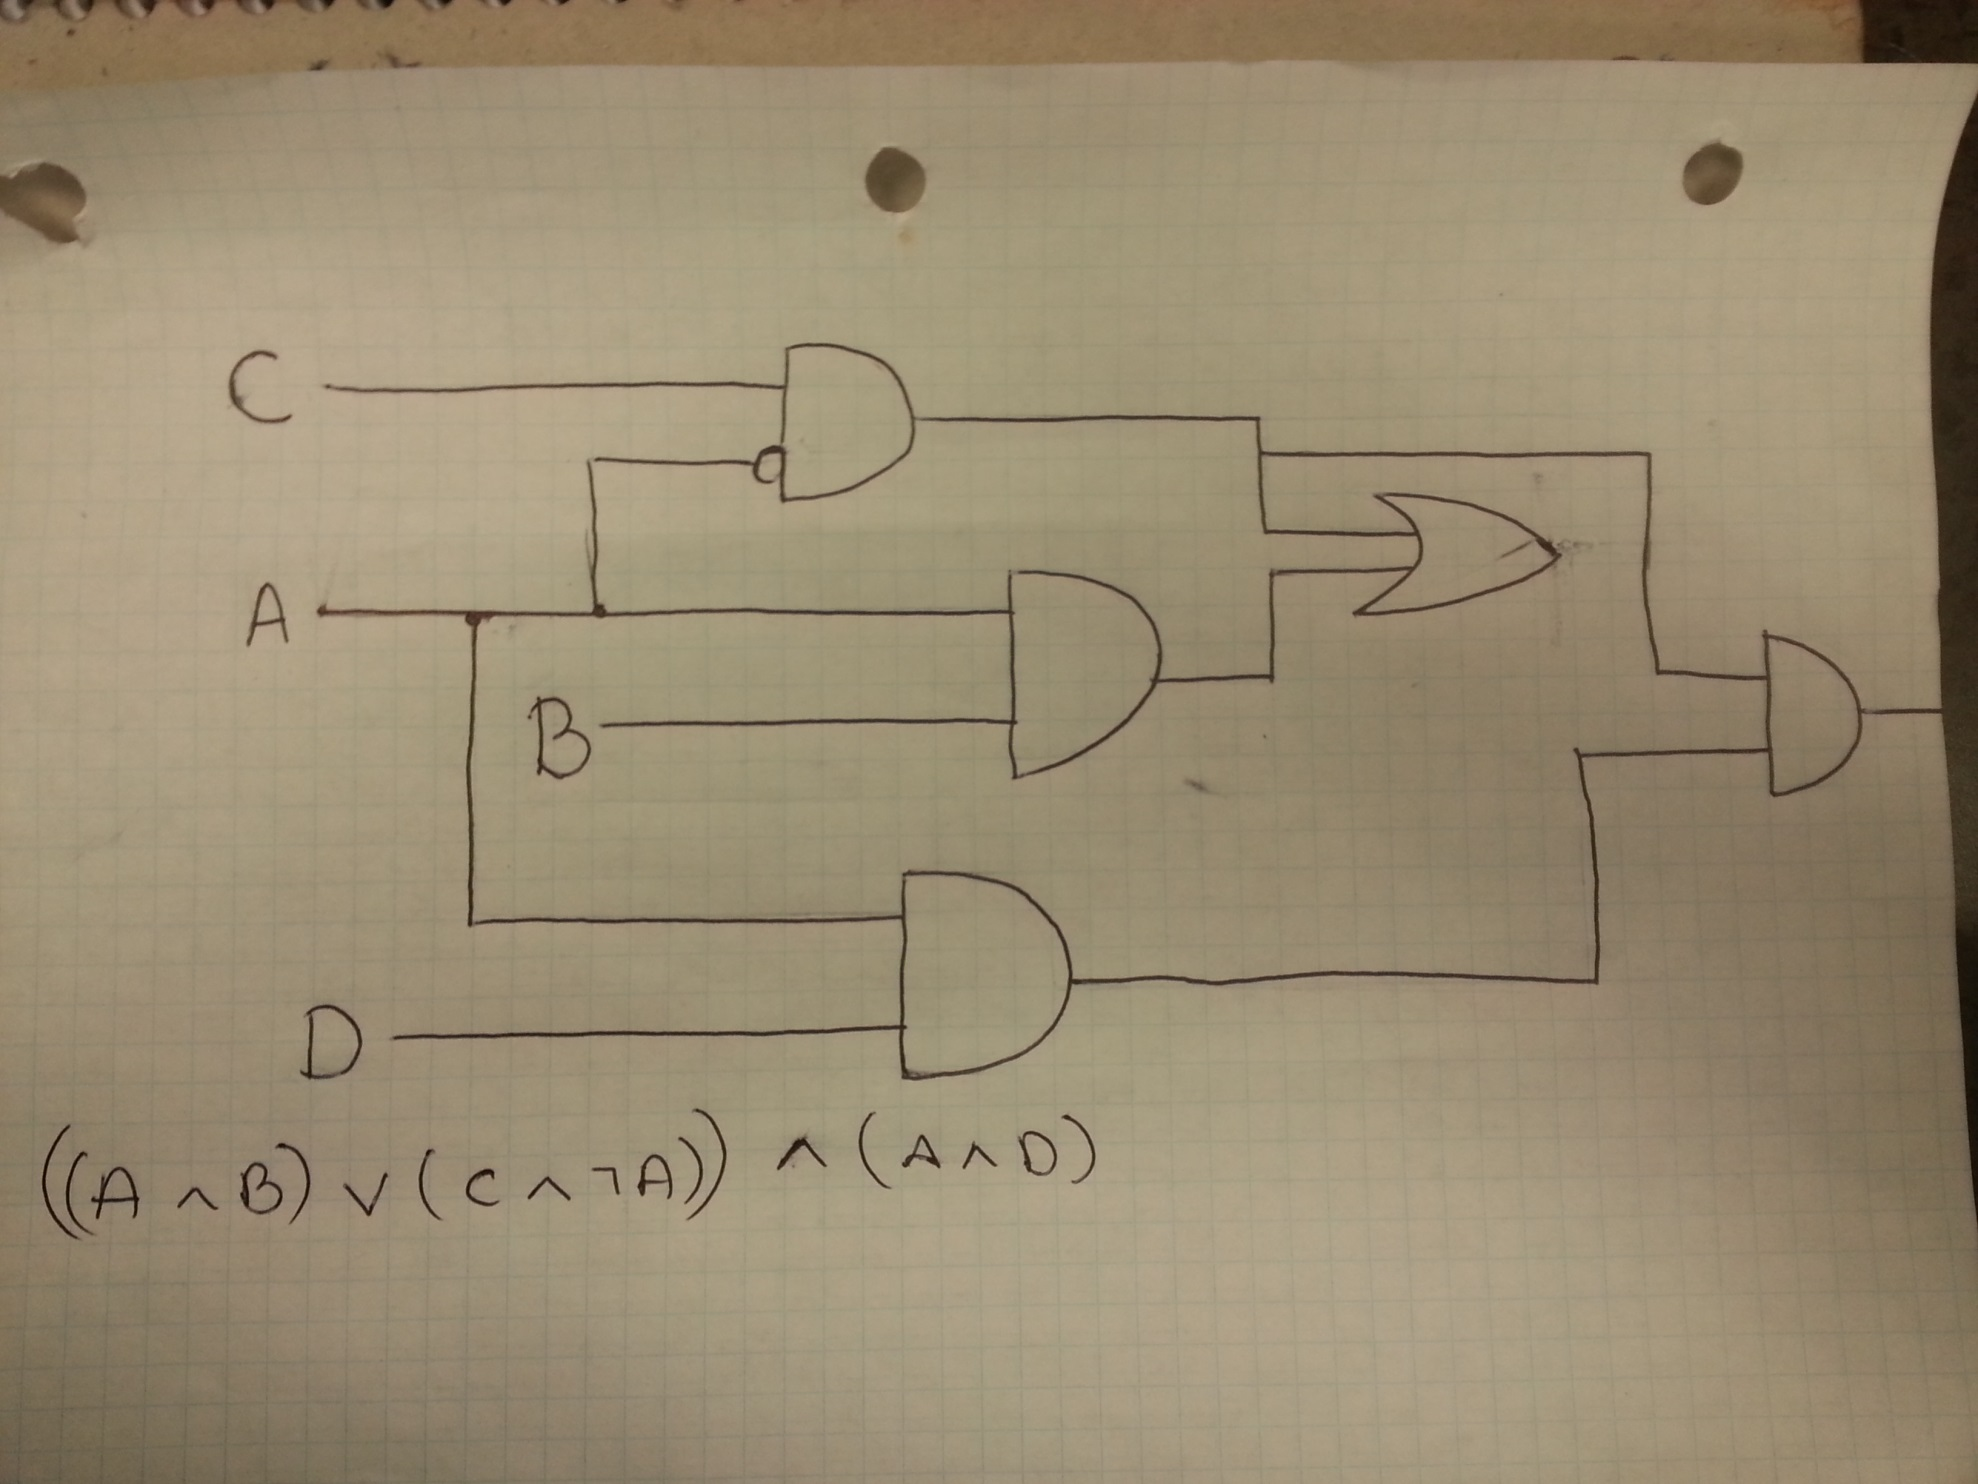 C
A
B
D
((A ∧ B) ∨ (C ∧ ¬A)) ∧ (A ∧ D)